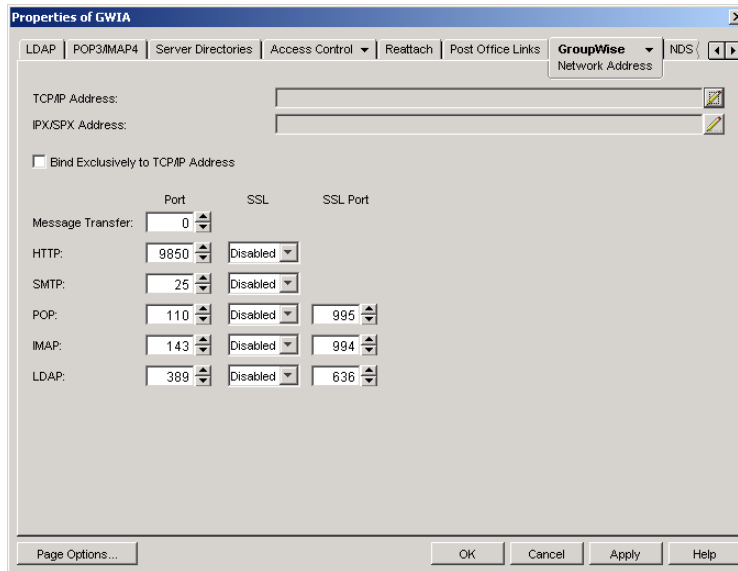 Properties of GWIA
LDAP POP3/IMAP4 Server Directories Access Control Reattach Post Office Links GroupWise NDS
Network Address
TCP/IP Address:
IPX/SPX Address:
Bind Exclusively to TCP/IP Address
Port SSL SSL Port
Message Transfer: 0
HTTP: 9850 Disabled
SMTP: 25 Disabled
POP: 110 Disabled 995
IMAP: 143 Disabled 994
LDAP: 389 Disabled 636
Page Options... OK Cancel Apply Help